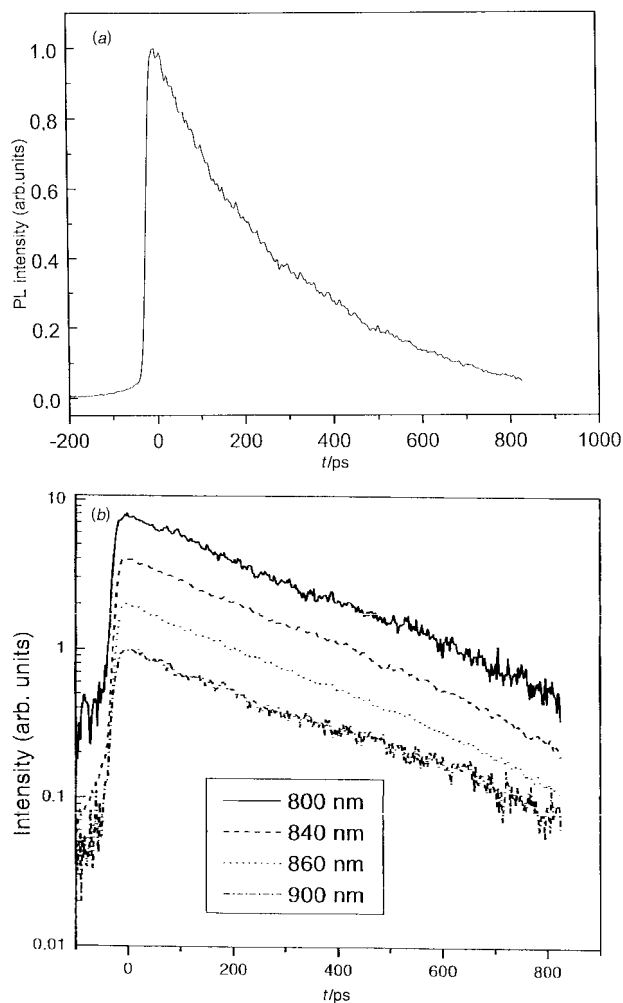 (a)
1.0
0.8
0.6
0.4
0.2
0.0
PL intensity (arb.units)
-200 0 200 400 600 800 1000
t/ps
(b)
10
1
0.1
0.01
Intensity (arb. units)
800 nm
840 nm
860 nm
900 nm
0 200 400 600 800
t/ps